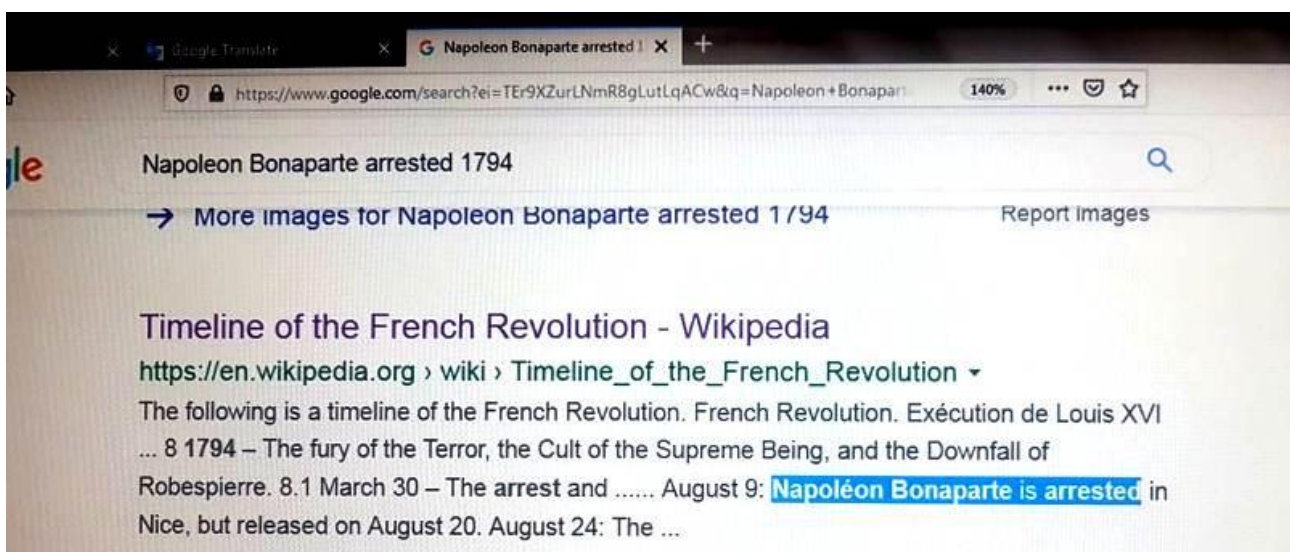 Google Translate
Napoleon Bonaparte arrested 1
https://www.google.com/search?ei=TEr9XZurLNmR8gLutLqACw&q=Napoleon+Bonapar
140%
le
Napoleon Bonaparte arrested 1794
→ More images for Napoleon Bonaparte arrested 1794
Report images
Timeline of the French Revolution - Wikipedia
https://en.wikipedia.org › wiki › Timeline_of_the_French_Revolution
The following is a timeline of the French Revolution. French Revolution. Exécution de Louis XVI
... 8 1794 – The fury of the Terror, the Cult of the Supreme Being, and the Downfall of
Robespierre. 8.1 March 30 – The arrest and ...... August 9: Napoléon Bonaparte is arrested in
Nice, but released on August 20. August 24: The ...